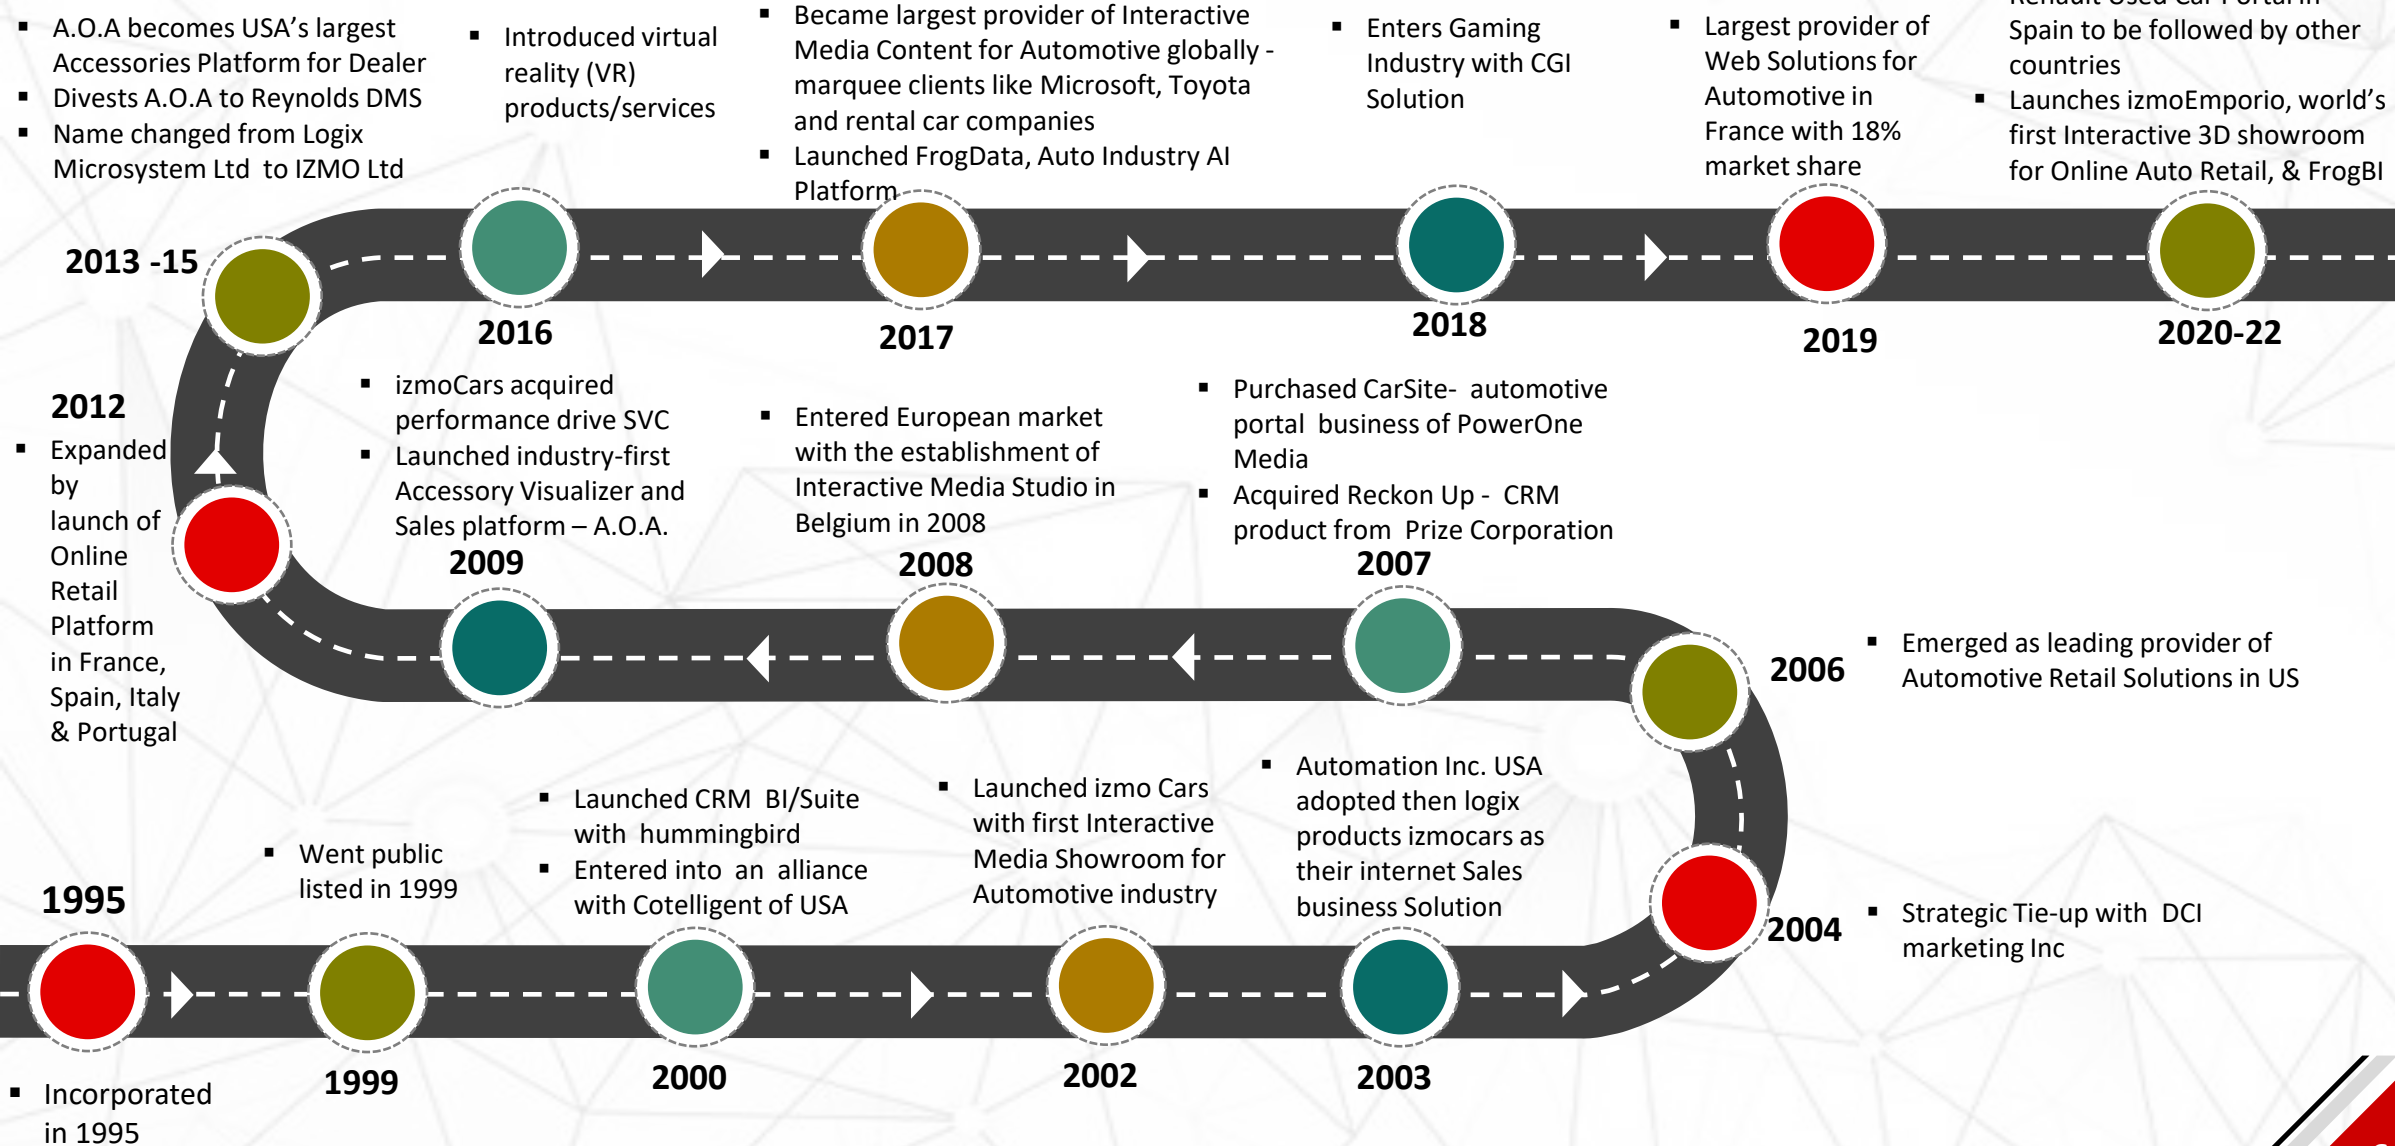 ▪ A.O.A becomes USA's largest
Accessories Platform for Dealer
▪ Divests A.O.A to Reynolds DMS
▪ Name changed from Logix
Microsystem Ltd to IZMO Ltd
2013 -15
▪ Introduced virtual
reality (VR)
products/services
2016
▪ Became largest provider of Interactive
Media Content for Automotive globally -
marquee clients like Microsoft, Toyota
and rental car companies
▪ Launched FrogData, Auto Industry AI
Platform
2017
▪ Enters Gaming
Industry with CGI
Solution
2018
▪ Largest provider of
Web Solutions for
Automotive in
France with 18%
market share
2019
Renault Used Car Portal in
Spain to be followed by other
countries
▪ Launches izmoEmporio, world's
first Interactive 3D showroom
for Online Auto Retail, & FrogBI
2020-22
2012
▪ Expanded
by
launch of
Online
Retail
Platform
in France,
Spain, Italy
& Portugal
▪ izmoCars acquired
performance drive SVC
▪ Launched industry-first
Accessory Visualizer and
Sales platform – A.O.A.
2009
▪ Entered European market
with the establishment of
Interactive Media Studio in
Belgium in 2008
2008
▪ Purchased CarSite- automotive
portal business of PowerOne
Media
▪ Acquired Reckon Up - CRM
product from Prize Corporation
2007
2006
▪ Emerged as leading provider of
Automotive Retail Solutions in US
1995
▪ Incorporated
in 1995
▪ Went public
listed in 1999
1999
▪ Launched CRM BI/Suite
with hummingbird
▪ Entered into an alliance
with Cotelligent of USA
2000
▪ Launched izmo Cars
with first Interactive
Media Showroom for
Automotive industry
2002
▪ Automation Inc. USA
adopted then logix
products izmocars as
their internet Sales
business Solution
2003
2004
▪ Strategic Tie-up with DCI
marketing Inc